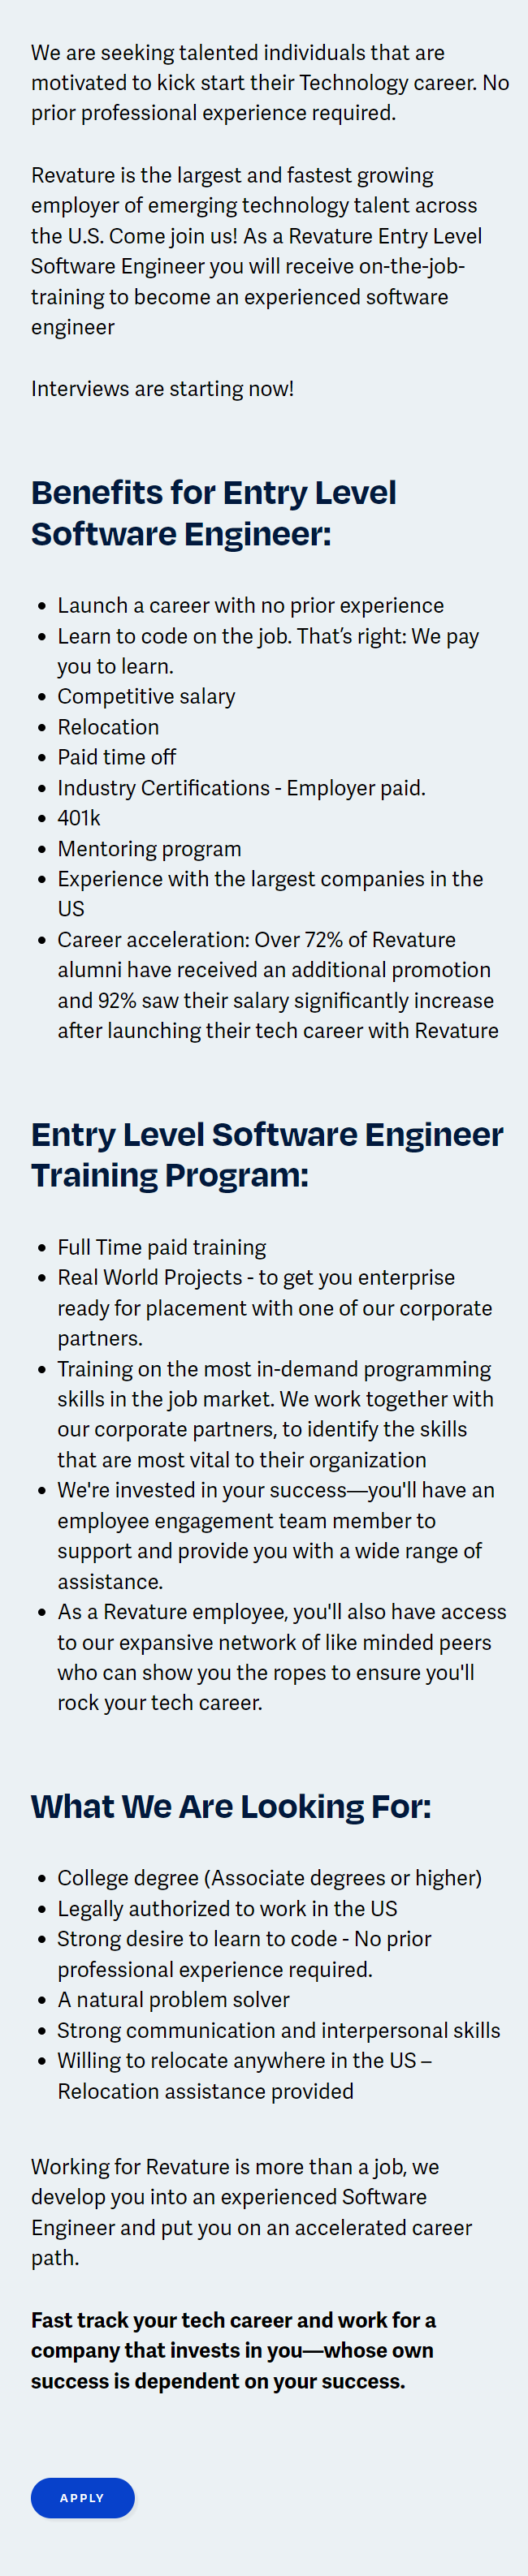 We are seeking talented individuals that are
motivated to kick start their Technology career. No
prior professional experience required.
Revature is the largest and fastest growing
employer of emerging technology talent across
the U.S. Come join us! As a Revature Entry Level
Software Engineer you will receive on-the-job-
training to become an experienced software
engineer
Interviews are starting now!
Benefits for Entry Level
Software Engineer:
• Launch a career with no prior experience
• Learn to code on the job. That’s right: We pay
you to learn.
• Competitive salary
• Relocation
• Paid time off
• Industry Certifications - Employer paid.
• 401k
• Mentoring program
• Experience with the largest companies in the
US
• Career acceleration: Over 72% of Revature
alumni have received an additional promotion
and 92% saw their salary significantly increase
after launching their tech career with Revature
Entry Level Software Engineer
Training Program:
• Full Time paid training
• Real World Projects - to get you enterprise
ready for placement with one of our corporate
partners.
• Training on the most in-demand programming
skills in the job market. We work together with
our corporate partners, to identify the skills
that are most vital to their organization
• We're invested in your success—you'll have an
employee engagement team member to
support and provide you with a wide range of
assistance.
• As a Revature employee, you'll also have access
to our expansive network of like minded peers
who can show you the ropes to ensure you'll
rock your tech career.
What We Are Looking For:
• College degree (Associate degrees or higher)
• Legally authorized to work in the US
• Strong desire to learn to code - No prior
professional experience required.
• A natural problem solver
• Strong communication and interpersonal skills
• Willing to relocate anywhere in the US –
Relocation assistance provided
Working for Revature is more than a job, we
develop you into an experienced Software
Engineer and put you on an accelerated career
path.
Fast track your tech career and work for a
company that invests in you—whose own
success is dependent on your success.
APPLY